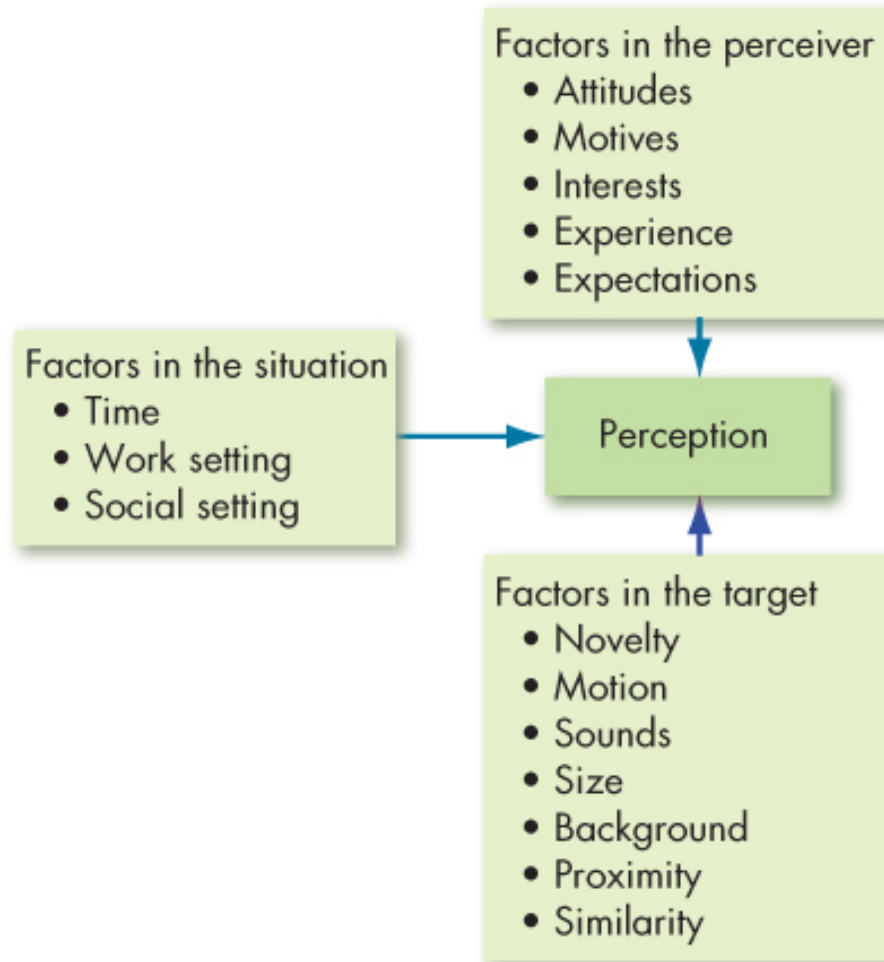 Factors in the perceiver
• Attitudes
• Motives
• Interests
• Experience
• Expectations
Factors in the situation
• Time
• Work setting
• Social setting
Perception
Factors in the target
• Novelty
• Motion
• Sounds
• Size
• Background
• Proximity
• Similarity